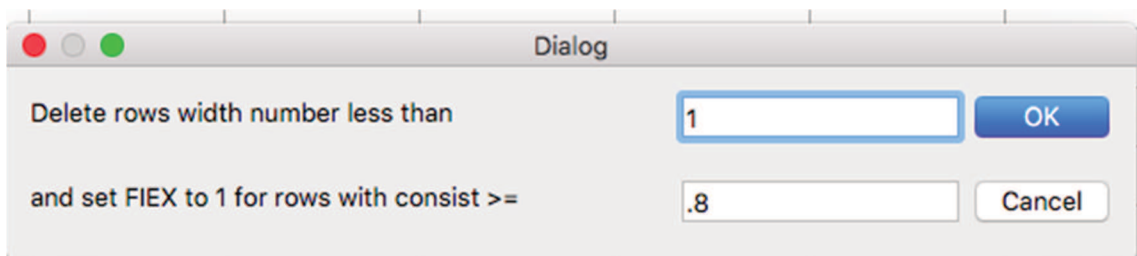 Dialog
Delete rows width number less than 1 OK
and set FIEX to 1 for rows with consist >= .8 Cancel